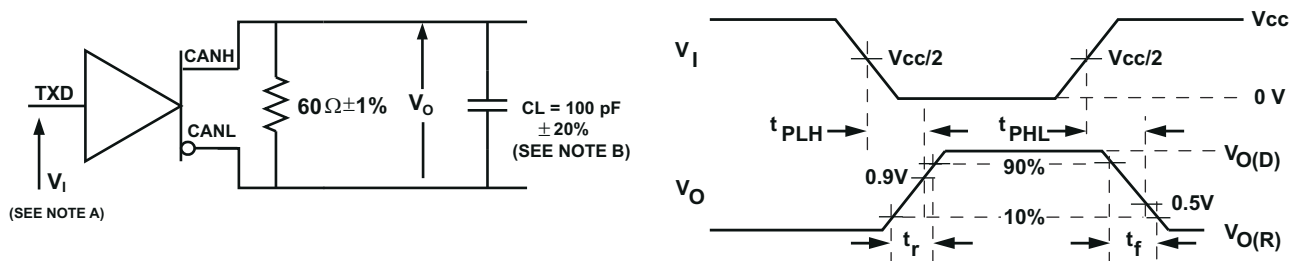 CANH
TXD
60 Ω±1%
VO
CL = 100 pF
±20%
(SEE NOTE B)
CANL
VI
(SEE NOTE A)
Vcc
VI
Vcc/2
Vcc/2
0 V
tPLH
tPHL
VO(D)
90%
0.9V
VO
0.5V
10%
VO(R)
tr
tf